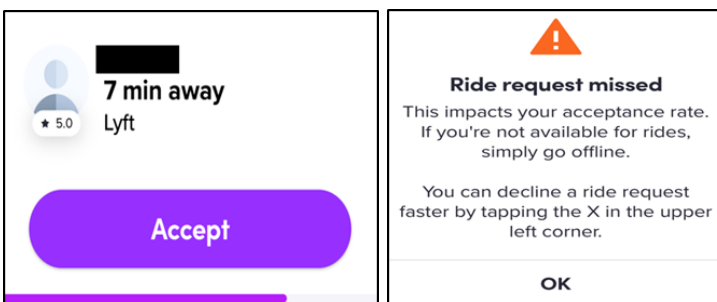 7 min away
★ 5.0
Lyft
Accept
Ride request missed
This impacts your acceptance rate.
If you're not available for rides,
simply go offline.
You can decline a ride request
faster by tapping the X in the upper
left corner.
OK